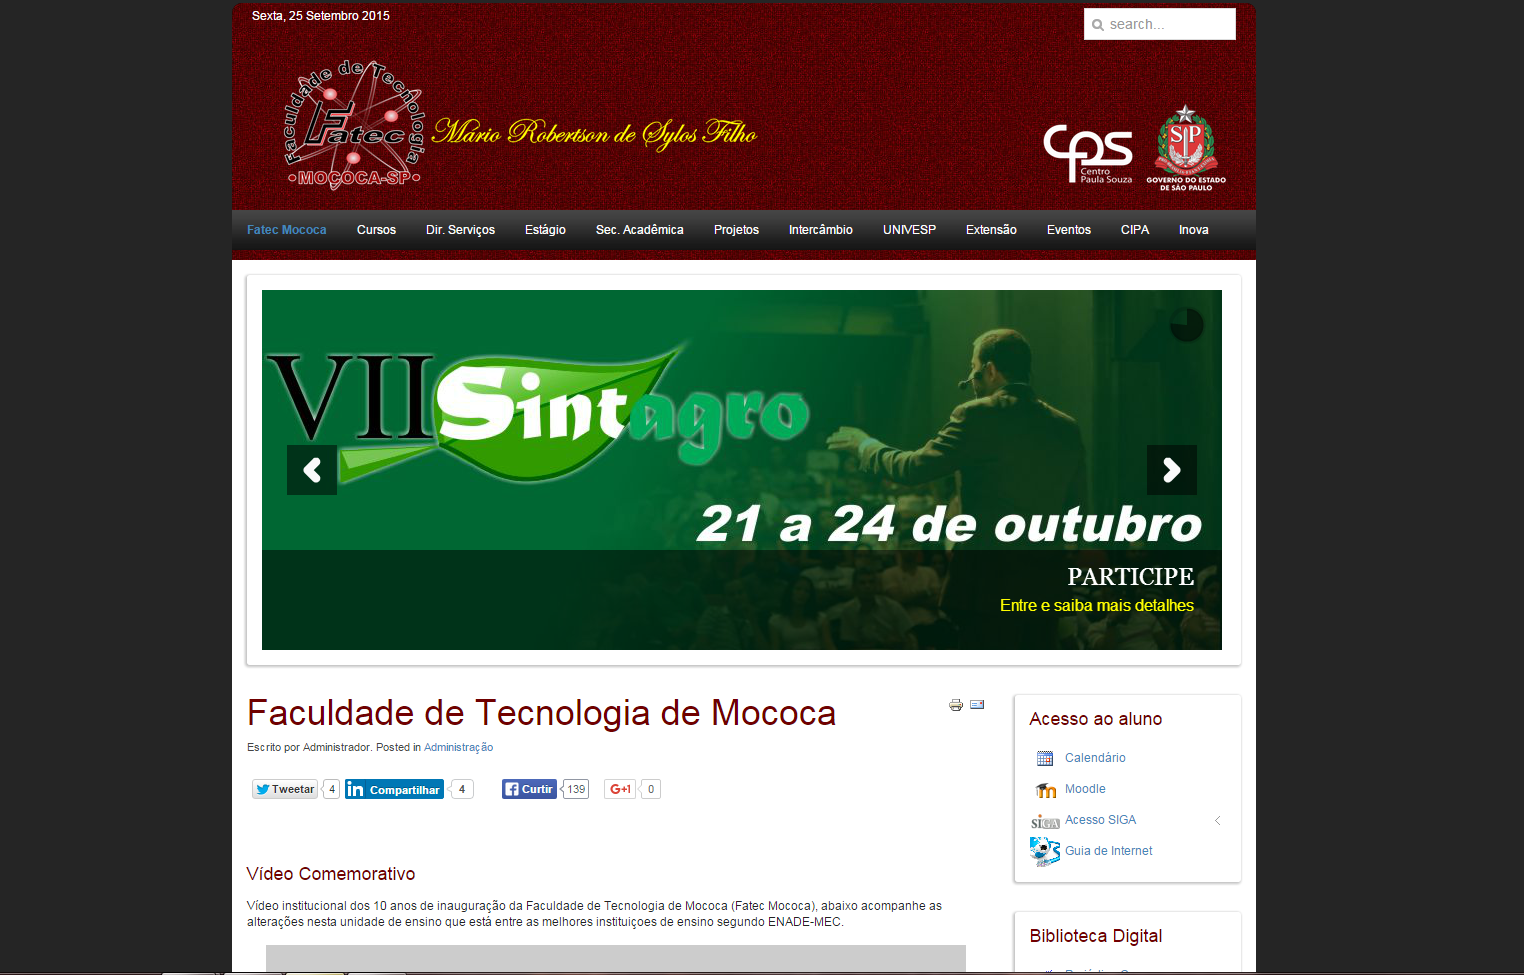 Sexta, 25 Setembro 2015
search...
Faculdade de Tecnologia
Fatec
•MOCOCA-SP•
Mário Robertson de Sylos Filho
cps
Centro
Paula Souza
SP
GOVERNO DO ESTADO
DE SÃO PAULO
Fatec Mococa Cursos Dir. Serviços Estágio Sec. Acadêmica Projetos Intercâmbio UNIVESP Extensão Eventos CIPA Inova
VII Sintagro
21 a 24 de outubro
PARTICIPE
Entre e saiba mais detalhes
Faculdade de Tecnologia de Mococa
Escrito por Administrador. Posted in Administração
Tweetar 4 in Compartilhar 4 Curtir 139 G+1 0
Vídeo Comemorativo
Vídeo institucional dos 10 anos de inauguração da Faculdade de Tecnologia de Mococa (Fatec Mococa), abaixo acompanhe as
alterações nesta unidade de ensino que está entre as melhores instituiçoes de ensino segundo ENADE-MEC.
Acesso ao aluno
Calendário
Moodle
SIGA Acesso SIGA
Guia de Internet
Biblioteca Digital